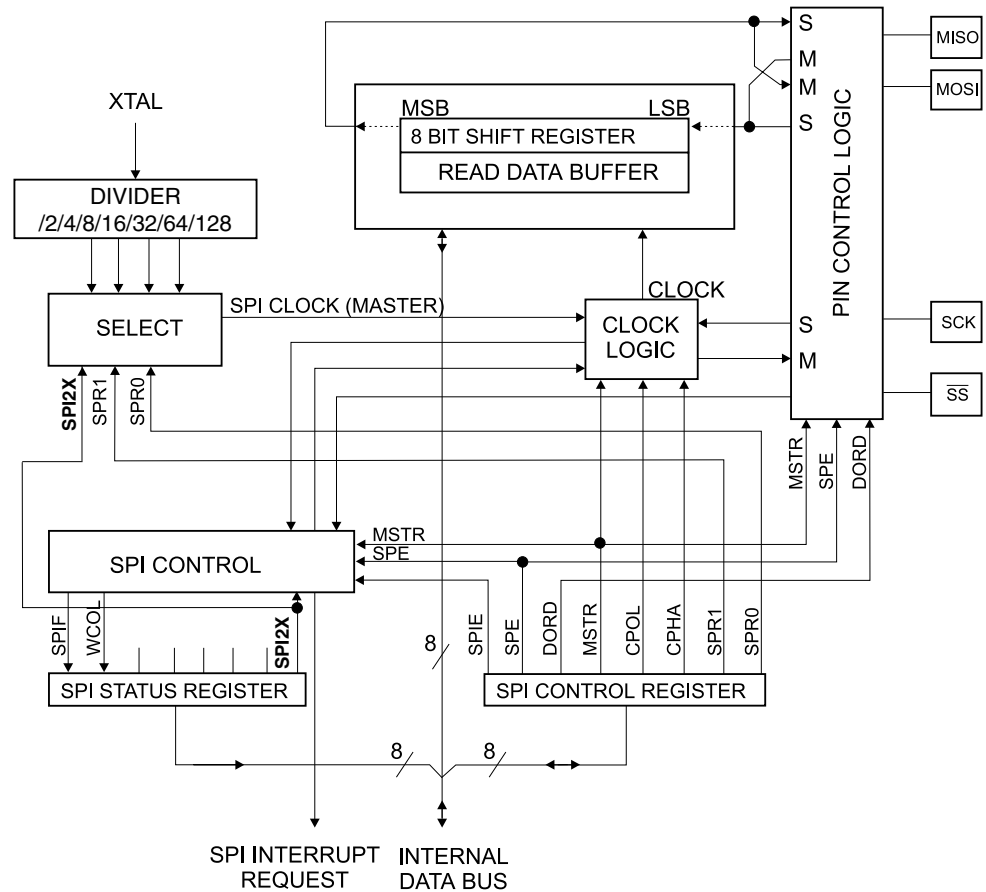 S
MISO
M
MOSI
M
S
PIN CONTROL LOGIC
MSB
LSB
8 BIT SHIFT REGISTER
READ DATA BUFFER
XTAL
DIVIDER
/2/4/8/16/32/64/128
SPI CLOCK (MASTER)
CLOCK
SELECT
CLOCK
LOGIC
S
M
SCK
SS
SPI2X
SPR1
SPR0
MSTR
SPE
DORD
MSTR
SPE
SPI CONTROL
SPIF
WCOL
SPI2X
8
SPIE
SPE
DORD
MSTR
CPOL
CPHA
SPR1
SPR0
SPI STATUS REGISTER
SPI CONTROL REGISTER
8
8
SPI INTERRUPT
REQUEST
INTERNAL
DATA BUS